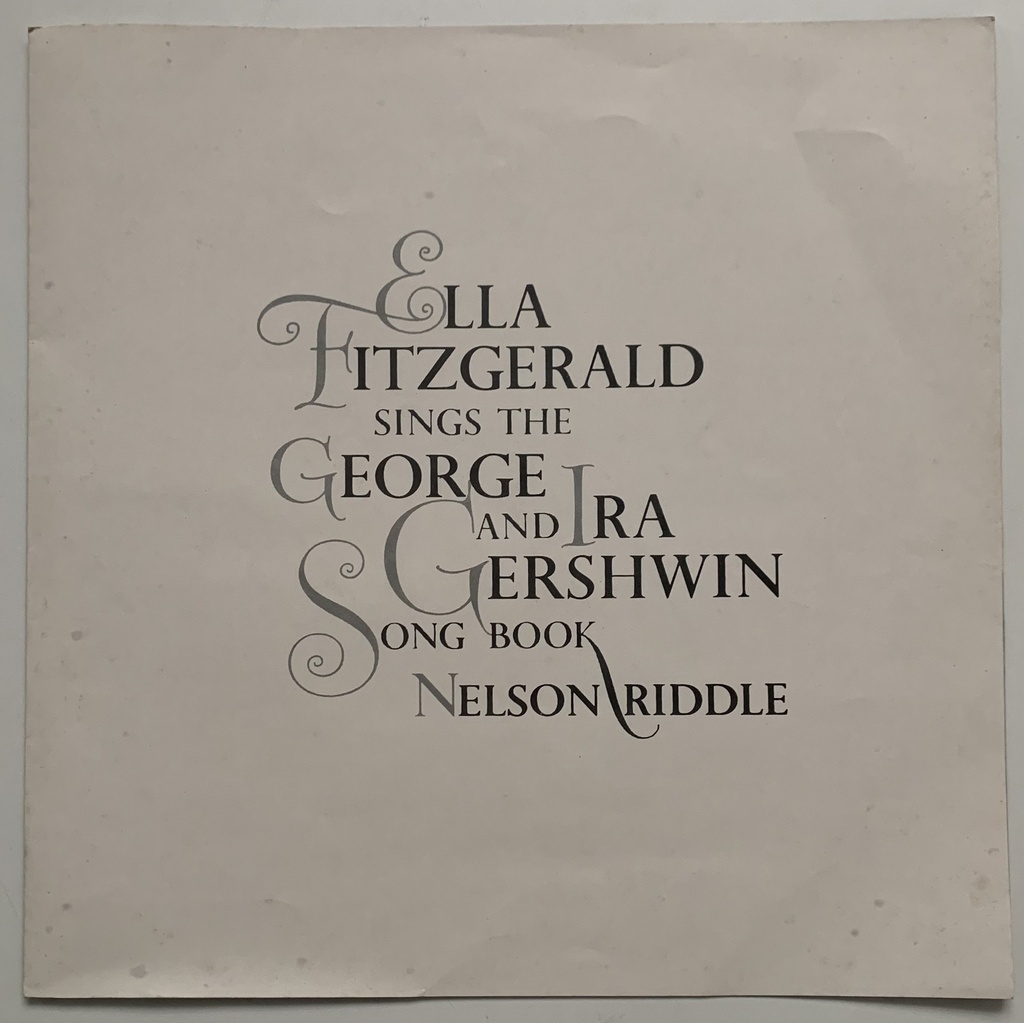 ELLA
FITZGERALD
SINGS THE
GEORGE
AND IRA
GERSHWIN
SONG BOOK
NELSON RIDDLE